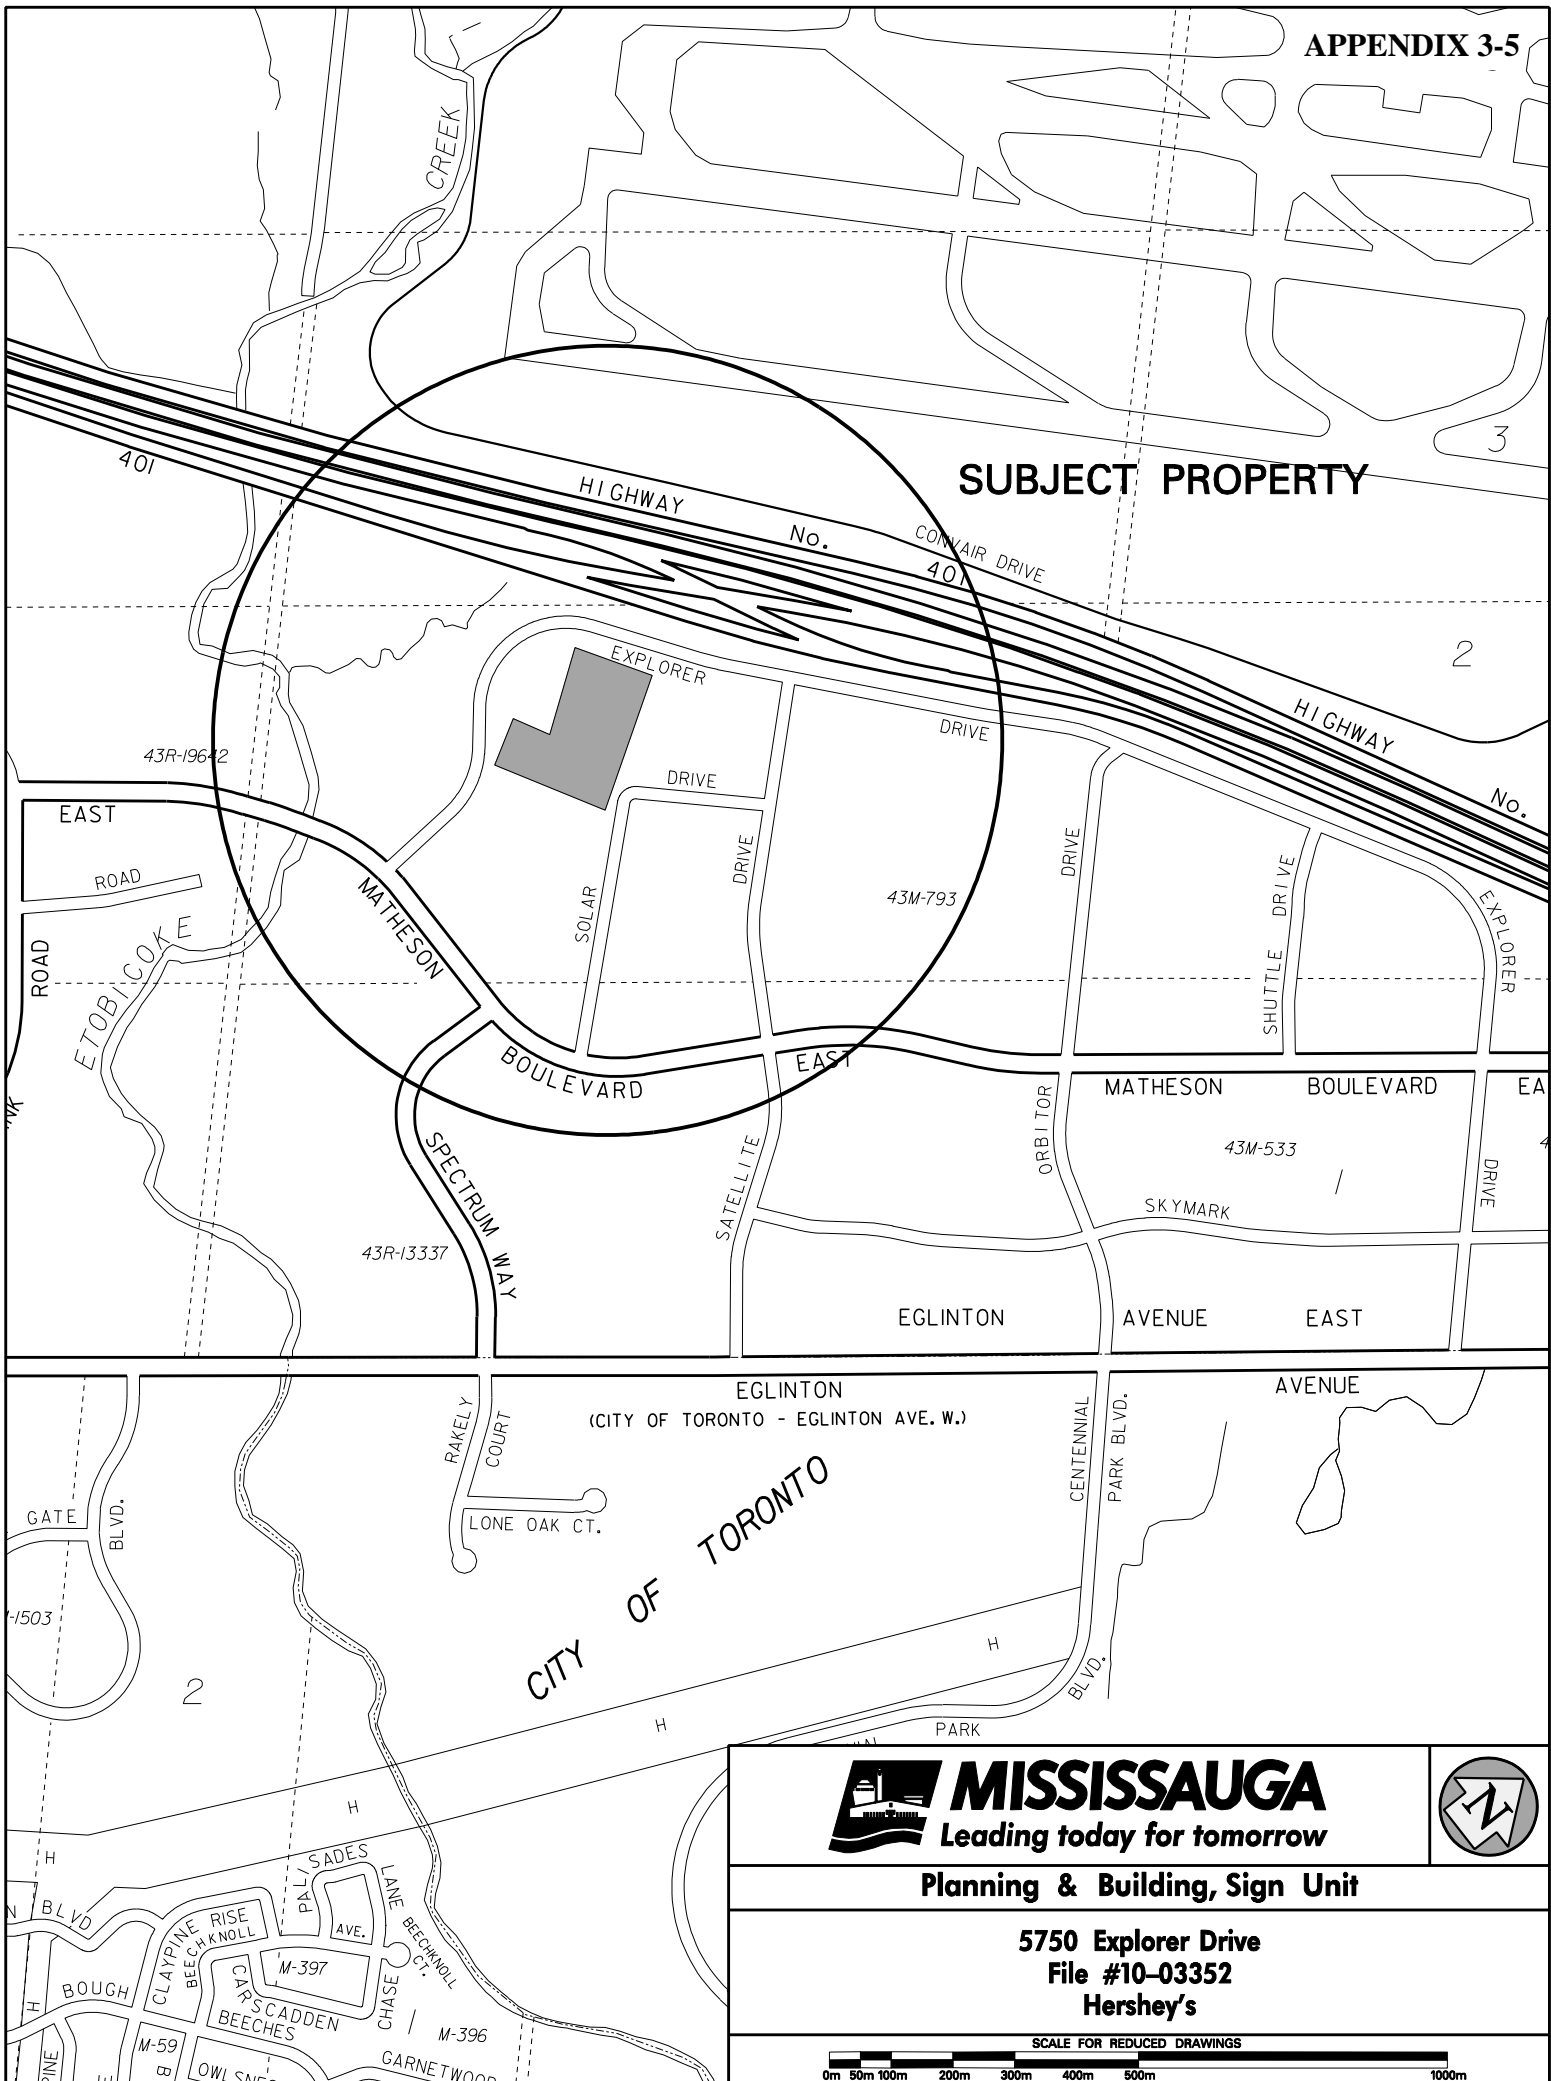 APPENDIX 3-5
CREEK
401
HIGHWAY
No.
401
SUBJECT PROPERTY
CONVAIR DRIVE
3
2
HIGHWAY
No.
EXPLORER
DRIVE
43R-19642
EAST
DRIVE
DRIVE
DRIVE
ROAD
ROAD
MATHESON
SOLAR
43M-793
SHUTTLE DRIVE
EXPLORER
ETOBICOKE
BOULEVARD
EAST
MATHESON
BOULEVARD
EA
ORBITOR
43M-533
4
SPECTRUM WAY
SATELLITE
SKYMARK
DRIVE
43R-13337
EGLINTON
AVENUE
EAST
EGLINTON
AVENUE
(CITY OF TORONTO - EGLINTON AVE. W.)
RAKELY
COURT
CENTENNIAL
PARK BLVD.
GATE
BLVD.
LONE OAK CT.
CITY OF TORONTO
-1503
2
H
H
H
H
BLVD.
PARK
N BLVD
PALISADES
LANE
BEECHKNOLL
CT.
CLAYPINE RISE
BEECHKNOLL
AVE.
M-397
CARSCADDEN
CHASE
BOUGH
H
BEECHES
M-59
M-396
GARNETWOOD
PINE
B
MISSISSAUGA
Leading today for tomorrow
N
Planning & Building, Sign Unit
5750 Explorer Drive
File #10-03352
Hershey's
SCALE FOR REDUCED DRAWINGS
0m 50m 100m 200m 300m 400m 500m 1000m